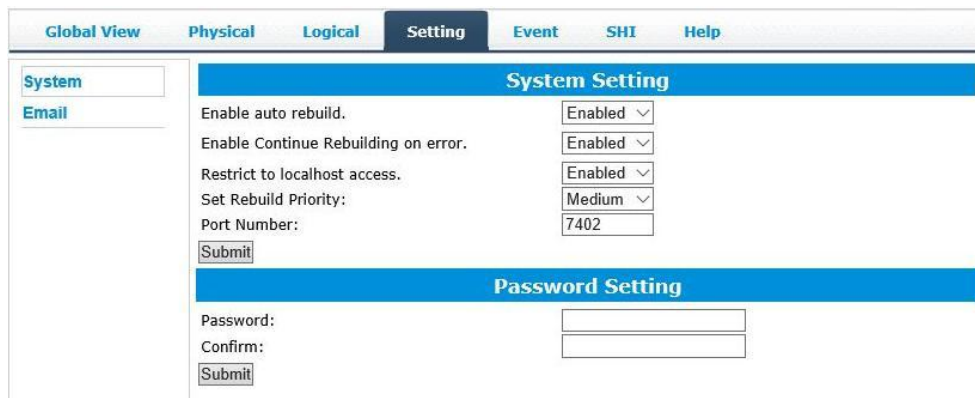 Global View Physical Logical Setting Event SHI Help
System
Email
System Setting
Enable auto rebuild. Enabled
Enable Continue Rebuilding on error. Enabled
Restrict to localhost access. Enabled
Set Rebuild Priority: Medium
Port Number: 7402
Submit
Password Setting
Password:
Confirm:
Submit